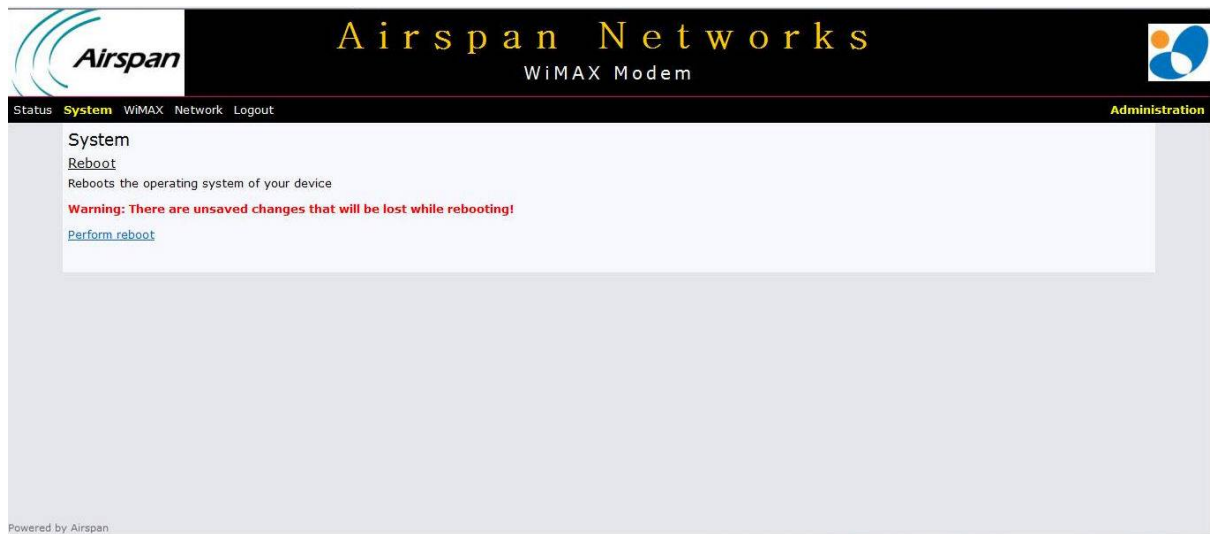 Airspan
Airspan Networks
WiMAX Modem
Status System WiMAX Network Logout Administration
System
Reboot
Reboots the operating system of your device
Warning: There are unsaved changes that will be lost while rebooting!
Perform reboot
Powered by Airspan